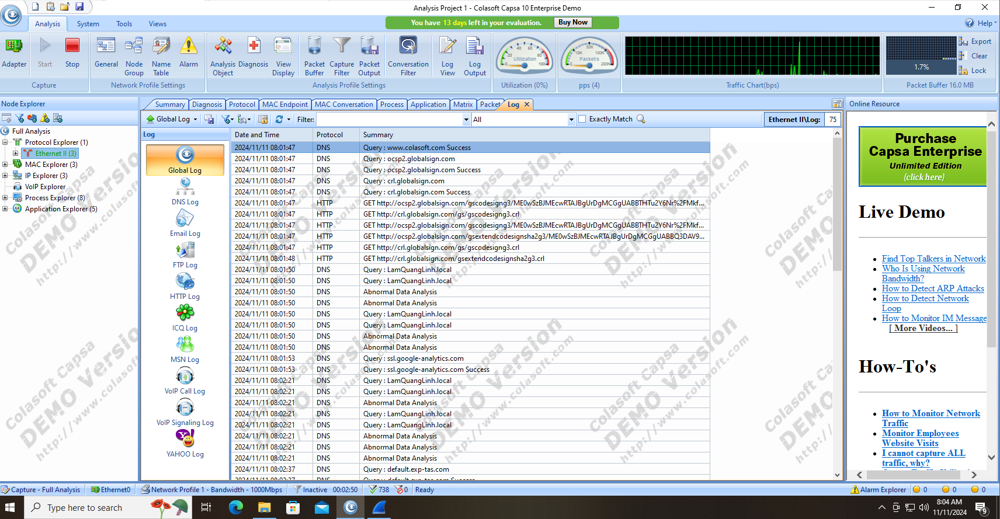 Analysis Project 1 - Colasoft Capsa 10 Enterprise Demo
Analysis System Tools Views
You have 13 days left in your evaluation. Buy Now
Help
Adapter Start Stop
Capture
General Node Group Name Table Alarm
Network Profile Settings
Analysis Object Diagnosis View Display Packet Buffer Capture Filter Packet Output Conversation Filter Log View Log Output
Analysis Profile Settings
0 20 40 60 80 100
Utilization
Utilization (0%)
0 10K 50K 100K 200K
Packet/s
pps (4)
Traffic Chart(bps)
1.7%
Packet Buffer 16.0 MB
Export
Clear
Lock
Node Explorer
Full Analysis
Protocol Explorer (1)
Ethernet II (3)
MAC Explorer (3)
IP Explorer (3)
VoIP Explorer
Process Explorer (8)
Application Explorer (5)
Summary Diagnosis Protocol MAC Endpoint MAC Conversation Process Application Matrix Packet Log
Global Log Filter: All Exactly Match Ethernet II\Log: 75
Log
Global Log
DNS Log
Email Log
FTP Log
HTTP Log
ICQ Log
MSN Log
VoIP Call Log
VoIP Signaling Log
YAHOO Log
Date and Time Protocol Summary
2024/11/11 08:01:47 DNS Query : www.colasoft.com Success
2024/11/11 08:01:47 DNS Query : ocsp2.globalsign.com
2024/11/11 08:01:47 DNS Query : ocsp2.globalsign.com Success
2024/11/11 08:01:47 DNS Query : crl.globalsign.com
2024/11/11 08:01:47 DNS Query : crl.globalsign.com Success
2024/11/11 08:01:47 HTTP GET http://ocsp2.globalsign.com/gscodesigng3/ME0wSzBJMEcwRTAJBgUrDgMCGgUABBTHTu2Y6Nr%2FMkf...
2024/11/11 08:01:47 HTTP GET http://crl.globalsign.com/gs/gscodesigng3.crl
2024/11/11 08:01:47 HTTP GET http://ocsp2.globalsign.com/gscodesigng3/ME0wSzBJMEcwRTAJBgUrDgMCGgUABBTHTu2Y6Nr%2FMkf...
2024/11/11 08:01:47 HTTP GET http://ocsp2.globalsign.com/gsextendcodesignsha2g3/ME0wSzBJMEcwRTAJBgUrDgMCGgUABBQ3DAV9...
2024/11/11 08:01:47 HTTP GET http://crl.globalsign.com/gs/gscodesigng3.crl
2024/11/11 08:01:48 HTTP GET http://crl.globalsign.com/gsextendcodesignsha2g3.crl
2024/11/11 08:01:50 DNS Query : LamQuangLinh.local
2024/11/11 08:01:50 DNS Query : LamQuangLinh.local
2024/11/11 08:01:50 DNS Abnormal Data Analysis
2024/11/11 08:01:50 DNS Abnormal Data Analysis
2024/11/11 08:01:50 DNS Query : LamQuangLinh.local
2024/11/11 08:01:50 DNS Query : LamQuangLinh.local
2024/11/11 08:01:50 DNS Abnormal Data Analysis
2024/11/11 08:01:50 DNS Abnormal Data Analysis
2024/11/11 08:01:53 DNS Query : ssl.google-analytics.com
2024/11/11 08:01:53 DNS Query : ssl.google-analytics.com Success
2024/11/11 08:02:21 DNS Query : LamQuangLinh.local
2024/11/11 08:02:21 DNS Query : LamQuangLinh.local
2024/11/11 08:02:21 DNS Abnormal Data Analysis
2024/11/11 08:02:21 DNS Query : LamQuangLinh.local
2024/11/11 08:02:21 DNS Query : LamQuangLinh.local
2024/11/11 08:02:21 DNS Abnormal Data Analysis
2024/11/11 08:02:21 DNS Abnormal Data Analysis
2024/11/11 08:02:21 DNS Abnormal Data Analysis
2024/11/11 08:02:37 DNS Query : default.exp-tas.com
2024/11/11 08:02:37 DNS Query : default.exp-tas.com Success
Colasoft Capsa
DEMO Version
http://www.colasoft.com
Online Resource
Purchase
Capsa Enterprise
Unlimited Edition
(click here)
Live Demo
Find Top Talkers in Network
Who Is Using Network
Bandwidth?
How to Detect ARP Attacks
How to Detect Network
Loop
How to Monitor IM Message
[ More Videos... ]
How-To's
How to Monitor Network
Traffic
Monitor Employees
Website Visits
I cannot capture ALL
traffic, why?
Capture - Full Analysis Ethernet0 Network Profile 1 - Bandwidth - 1000Mbps Inactive 00:02:50 738 0 Ready Alarm Explorer 0 0 0
Type here to search
8:04 AM
11/11/2024
9